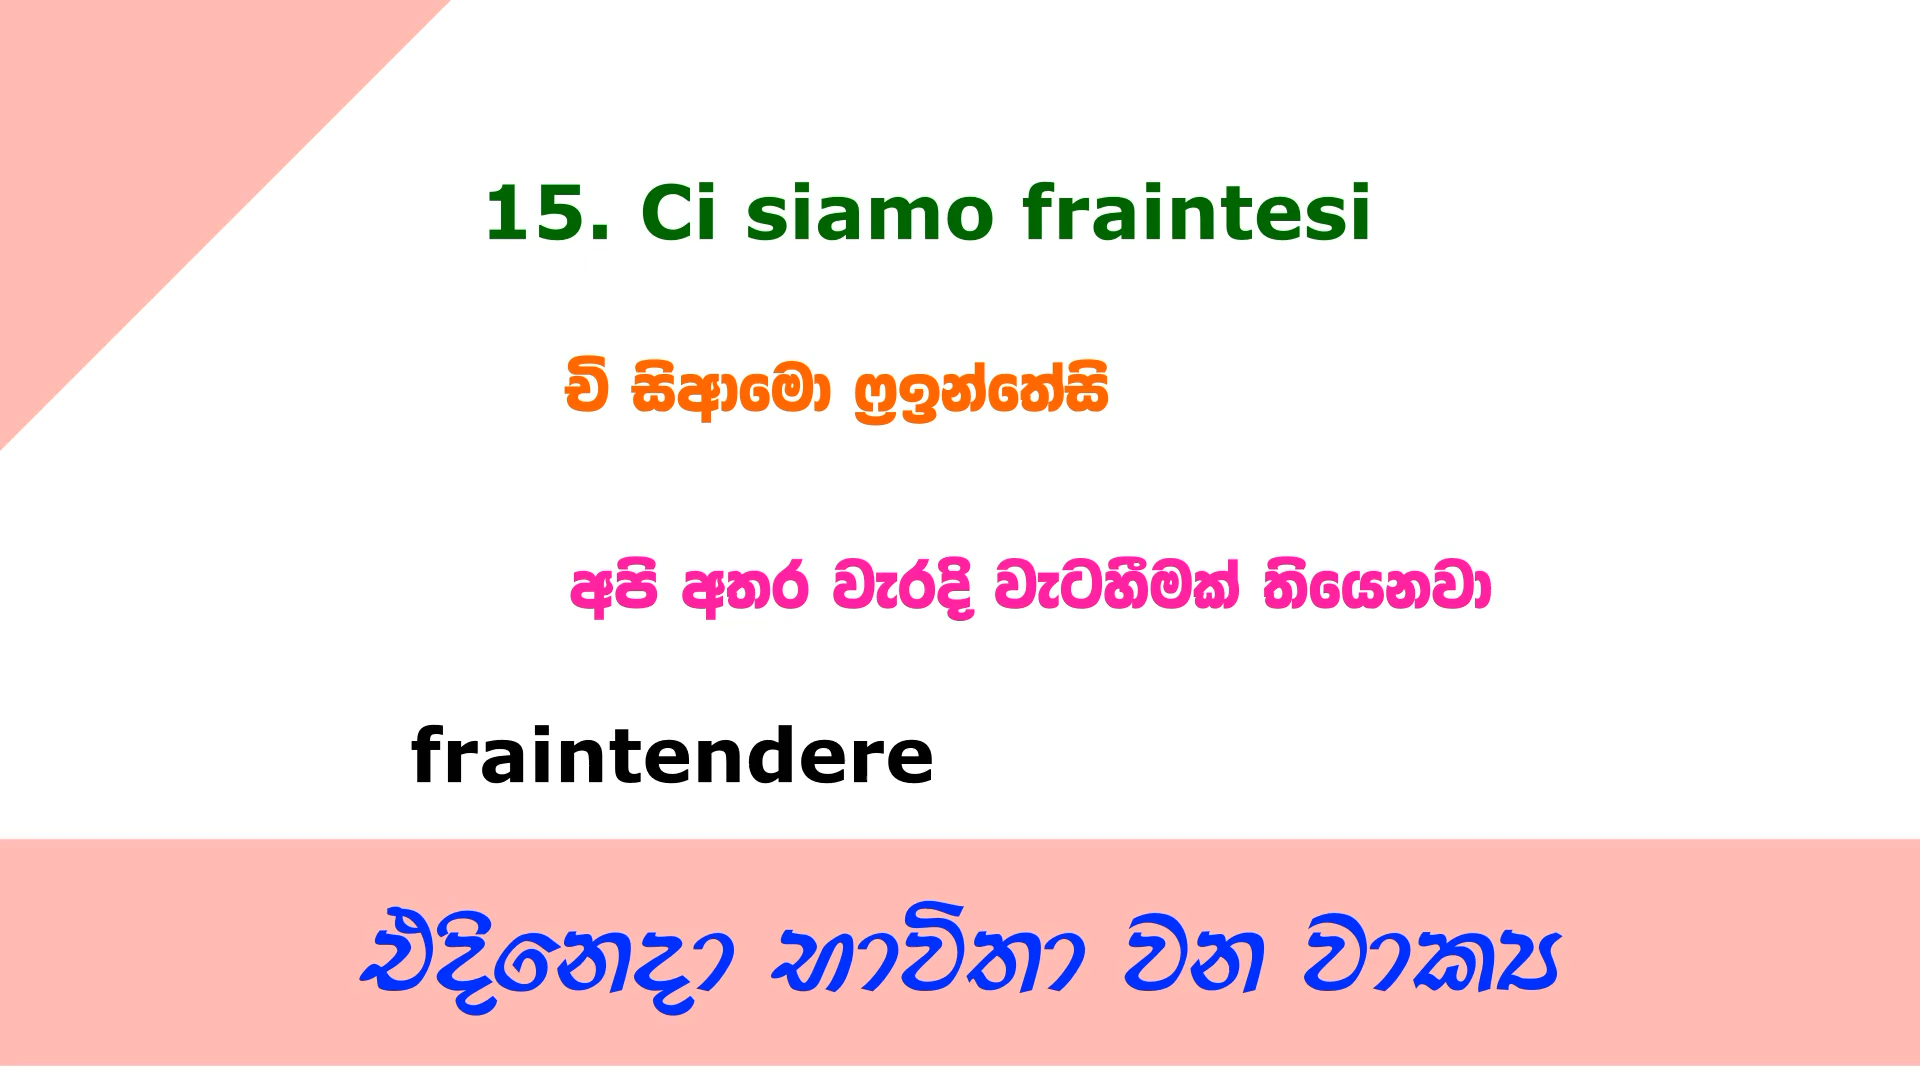 15. Ci siamo fraintesi
චි සිආමො ෆ්‍රඉන්තේසි
අපි අතර වැරදි වැටහීමක් තියෙනවා
fraintendere
එදිනෙදා භාවිතා වන වාක්‍ය